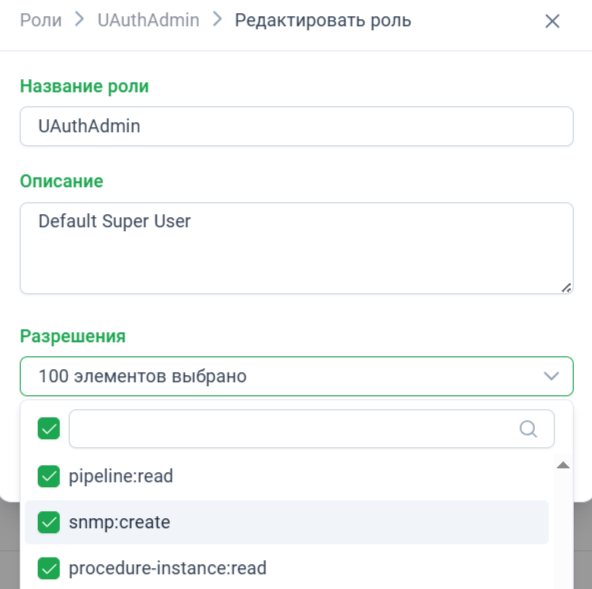 Роли > UAuthAdmin > Редактировать роль
Название роли
UAuthAdmin
Описание
Default Super User
Разрешения
100 элементов выбрано
pipeline:read
snmp:create
procedure-instance:read